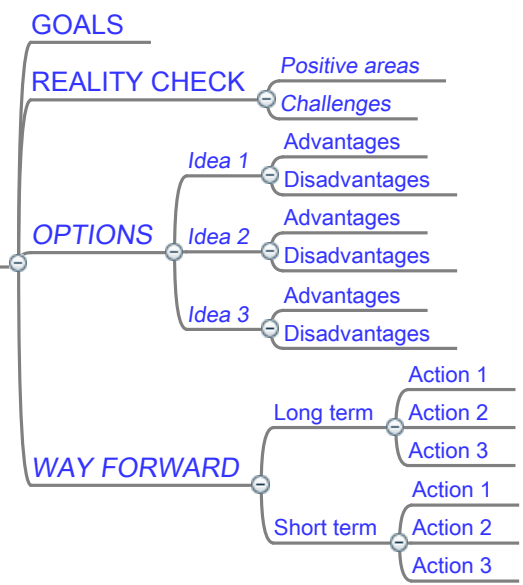 GOALS
REALITY CHECK
Positive areas
Challenges
OPTIONS
Idea 1
Advantages
Disadvantages
Idea 2
Advantages
Disadvantages
Idea 3
Advantages
Disadvantages
WAY FORWARD
Long term
Action 1
Action 2
Action 3
Short term
Action 1
Action 2
Action 3